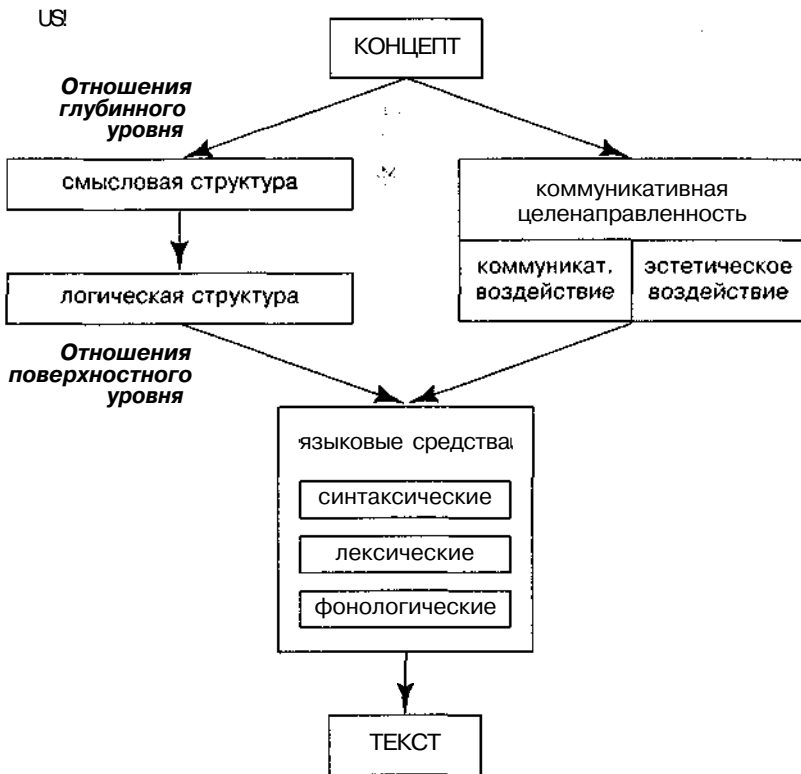 US!
КОНЦЕПТ
Отношения
глубинного
уровня
смысловая структура
коммуникативная
целенаправленность
коммуникат.
воздействие
эстетическое
воздействие
логическая структура
Отношения
поверхностного
уровня
языковые средства
синтаксические
лексические
фонологические
ТЕКСТ